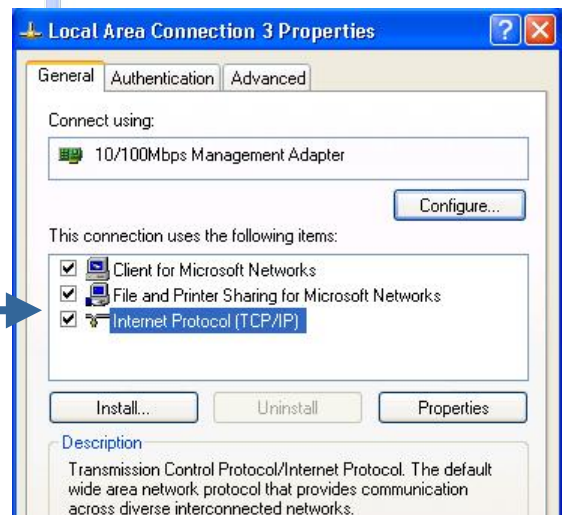 Local Area Connection 3 Properties
General Authentication Advanced
Connect using:
10/100Mbps Management Adapter
Configure...
This connection uses the following items:
Client for Microsoft Networks
File and Printer Sharing for Microsoft Networks
Internet Protocol (TCP/IP)
Install... Uninstall Properties
Description
Transmission Control Protocol/Internet Protocol. The default
wide area network protocol that provides communication
across diverse interconnected networks.